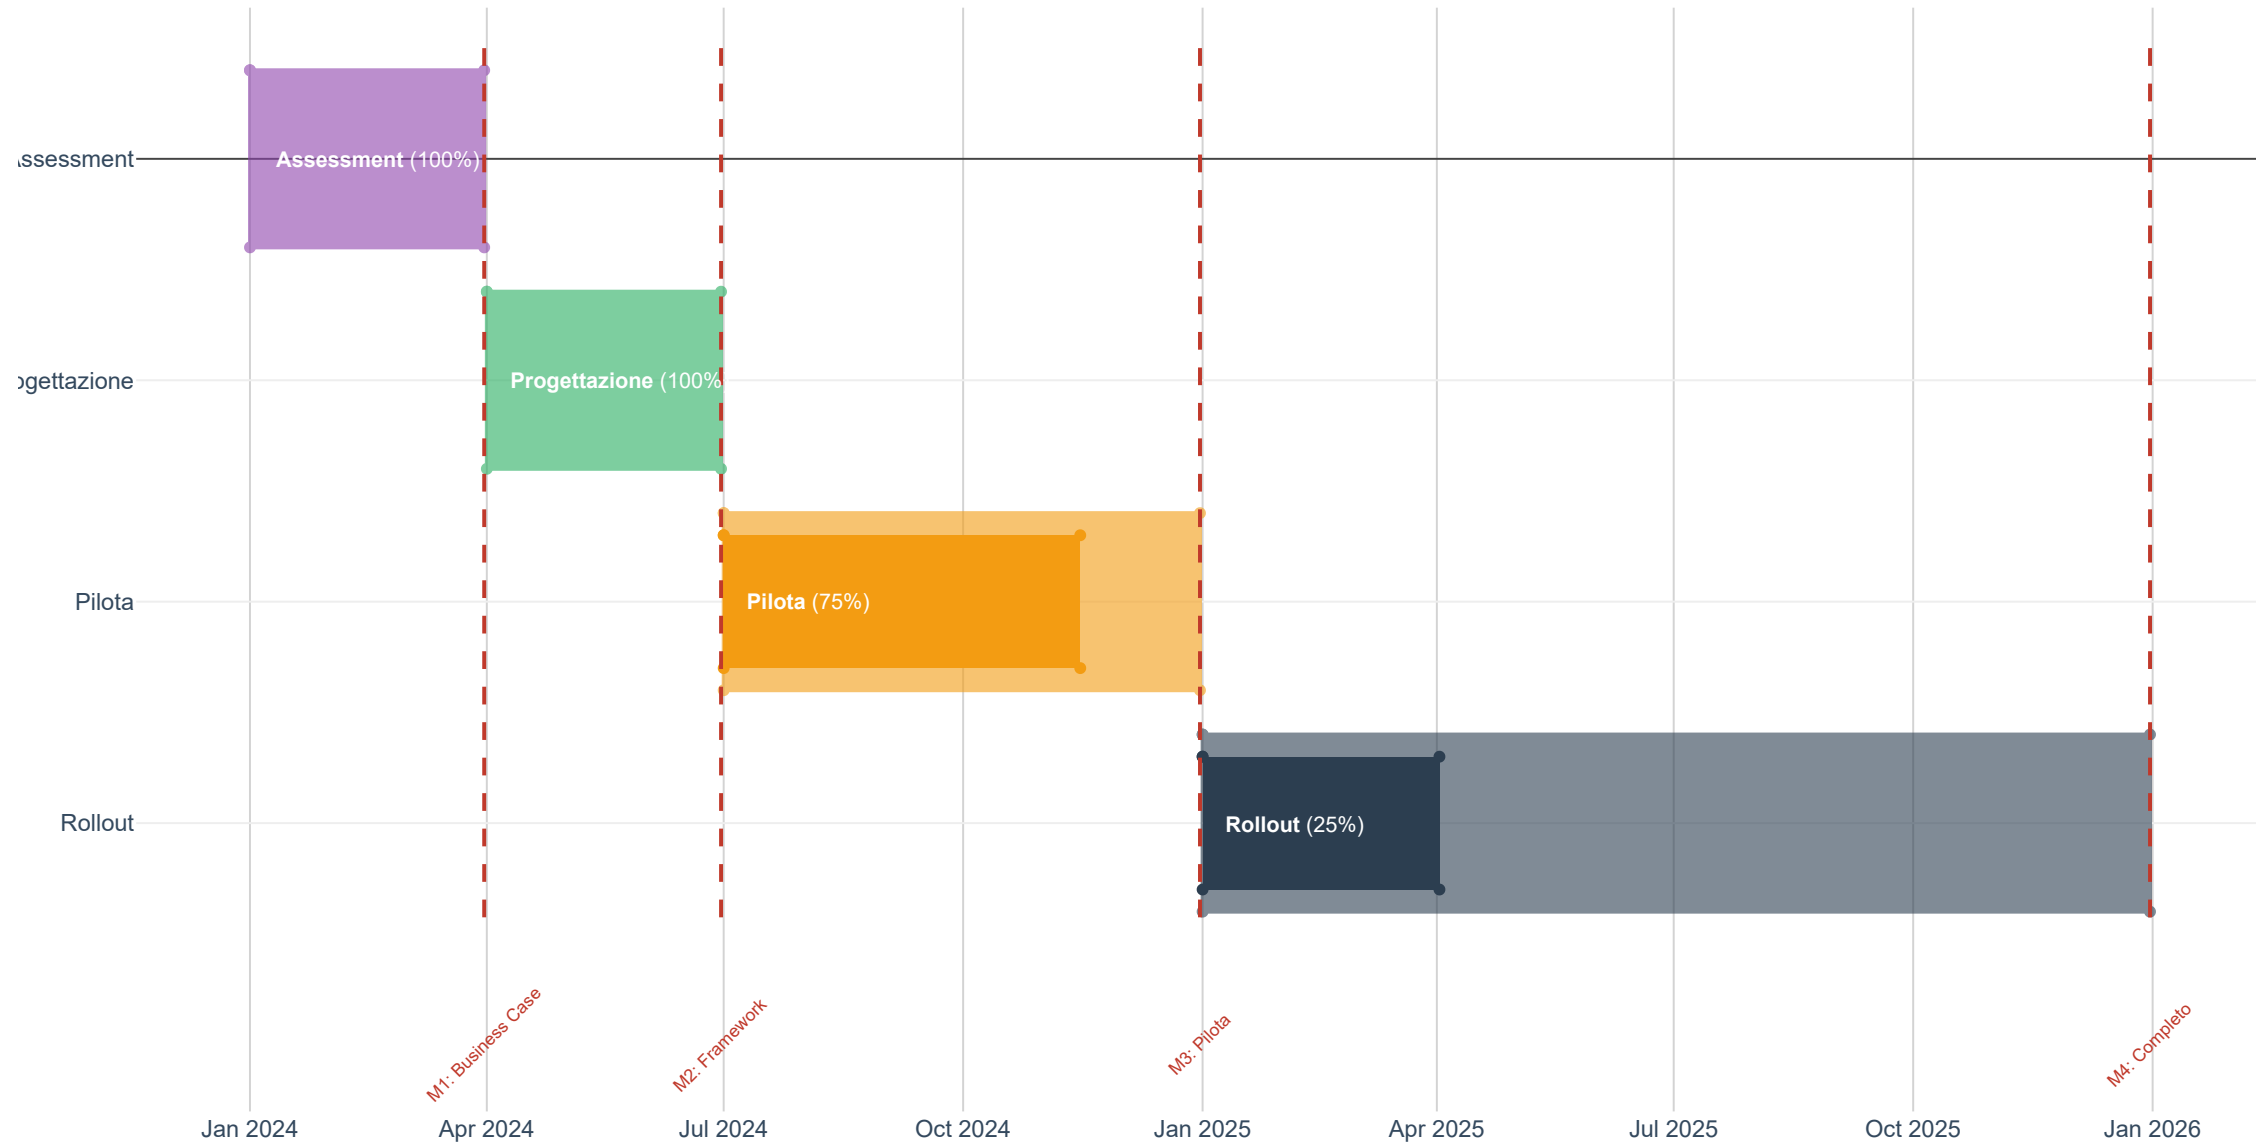 ssessment
Assessment (100%)
ogettazione
Progettazione (100%
Pilota
Pilota (75%)
Rollout
Rollout (25%)
M1: Business Case
M2: Framework
M3: Pilota
M4: Completo
Jan 2024
Apr 2024
Jul 2024
Oct 2024
Jan 2025
Apr 2025
Jul 2025
Oct 2025
Jan 2026